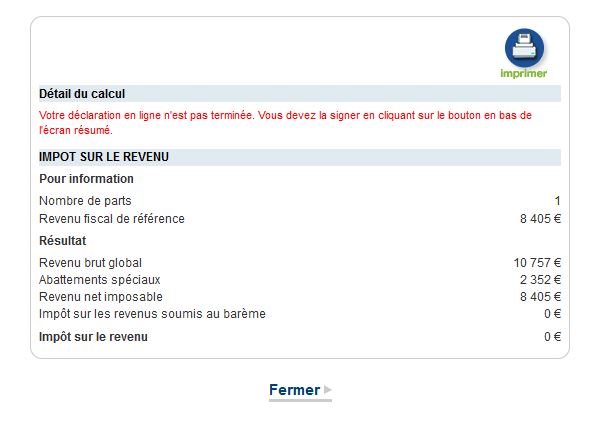 imprimer
Détail du calcul
Votre déclaration en ligne n'est pas terminée. Vous devez la signer en cliquant sur le bouton en bas de
l'écran résumé.
IMPOT SUR LE REVENU
Pour information
Nombre de parts 1
Revenu fiscal de référence 8 405 €
Résultat
Revenu brut global 10 757 €
Abattements spéciaux 2 352 €
Revenu net imposable 8 405 €
Impôt sur les revenus soumis au barème 0 €
Impôt sur le revenu 0 €
Fermer